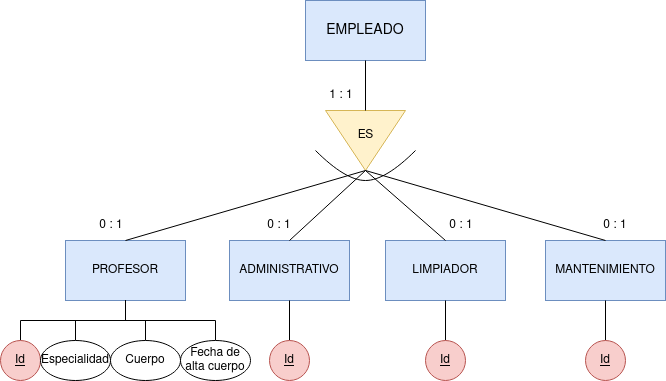 EMPLEADO
1 : 1
ES
0 : 1
0 : 1
0 : 1
0 : 1
PROFESOR
ADMINISTRATIVO
LIMPIADOR
MANTENIMIENTO
Id
Especialidad
Cuerpo
Fecha de
alta cuerpo
Id
Id
Id